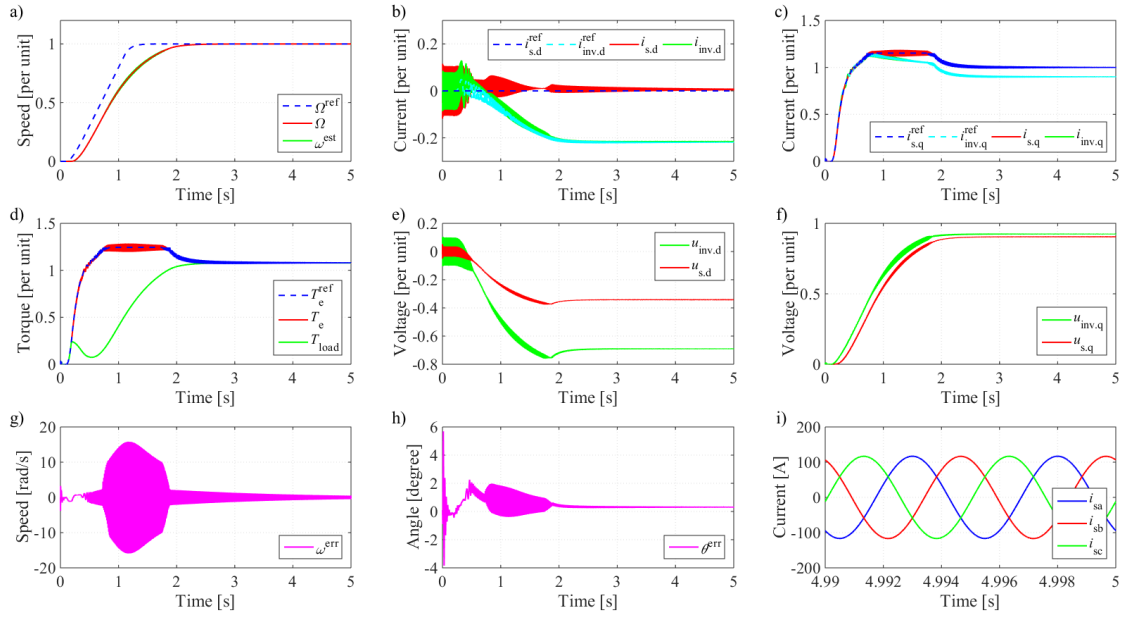 a)
Speed [per unit]
1
0.5
0
Ω^ref
Ω
ω^est
0 1 2 3 4 5
Time [s]
b)
Current [per unit]
0.2
0
-0.2
i_s.d^ref i_inv.d^ref i_s.d i_inv.d
0 1 2 3 4 5
Time [s]
c)
Current [per unit]
1.5
1
0.5
0
i_s.q^ref i_inv.q^ref i_s.q i_inv.q
0 1 2 3 4 5
Time [s]
d)
Torque [per unit]
1.5
1
0.5
0
T_e^ref
T_e
T_load
0 1 2 3 4 5
Time [s]
e)
Voltage [per unit]
0.2
0
-0.2
-0.4
-0.6
-0.8
u_inv.d
u_s.d
0 1 2 3 4 5
Time [s]
f)
Voltage [per unit]
1
0.5
0
u_inv.q
u_s.q
0 1 2 3 4 5
Time [s]
g)
Speed [rad/s]
20
10
0
-10
-20
ω^err
0 1 2 3 4 5
Time [s]
h)
Angle [degree]
6
4
2
0
-2
-4
θ^err
0 1 2 3 4 5
Time [s]
i)
Current [A]
200
100
0
-100
-200
i_sa
i_sb
i_sc
4.99 4.992 4.994 4.996 4.998 5
Time [s]